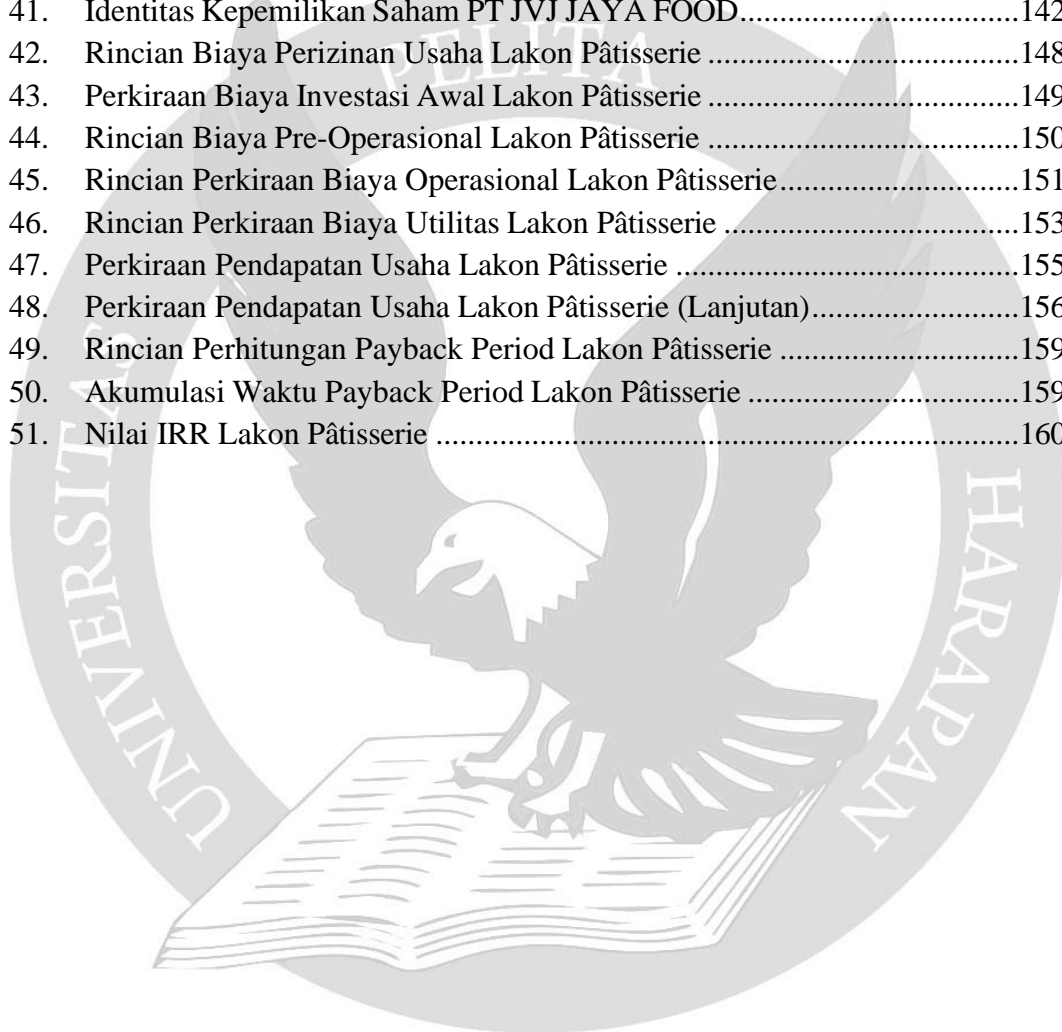 41. Identitas Kepemilikan Saham PT JVJ JAYA FOOD....................................142
42. Rincian Biaya Perizinan Usaha Lakon Pâtisserie ........................................148
43. Perkiraan Biaya Investasi Awal Lakon Pâtisserie ........................................149
44. Rincian Biaya Pre-Operasional Lakon Pâtisserie .........................................150
45. Rincian Perkiraan Biaya Operasional Lakon Pâtisserie...............................151
46. Rincian Perkiraan Biaya Utilitas Lakon Pâtisserie ......................................153
47. Perkiraan Pendapatan Usaha Lakon Pâtisserie ............................................155
48. Perkiraan Pendapatan Usaha Lakon Pâtisserie (Lanjutan)...........................156
49. Rincian Perhitungan Payback Period Lakon Pâtisserie ...............................159
50. Akumulasi Waktu Payback Period Lakon Pâtisserie ...................................159
51. Nilai IRR Lakon Pâtisserie ...........................................................................160
UNIVERSITAS
PELITA
HARAPAN